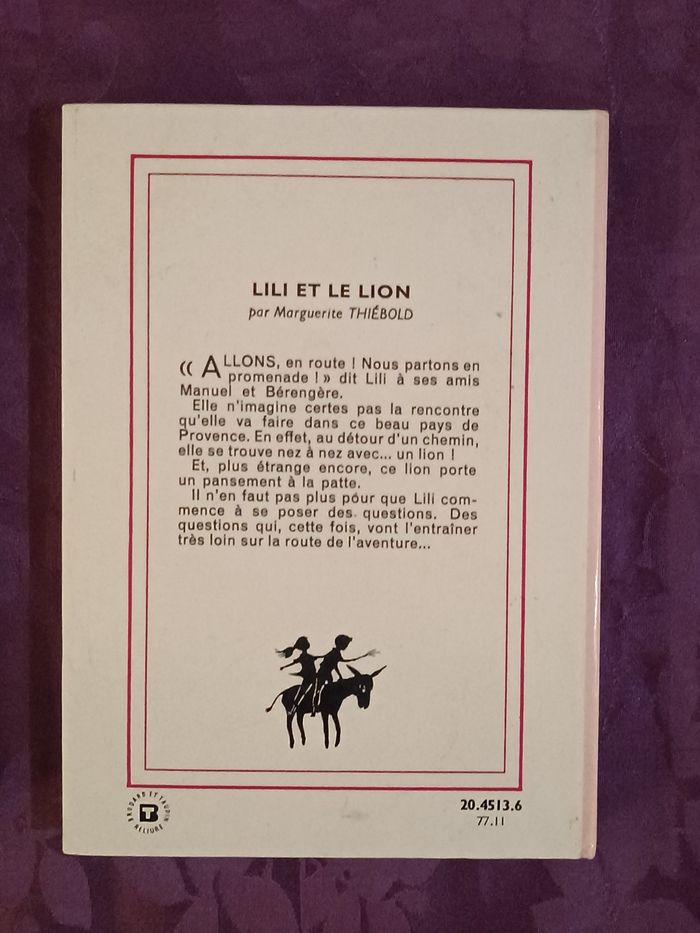 LILI ET LE LION
par Marguerite THIÉBOLD
« ALLONS, en route ! Nous partons en
promenade ! » dit Lili à ses amis
Manuel et Bérengère.
Elle n'imagine certes pas la rencontre
qu'elle va faire dans ce beau pays de
Provence. En effet, au détour d'un chemin,
elle se trouve nez à nez avec... un lion !
Et, plus étrange encore, ce lion porte
un pansement à la patte.
Il n'en faut pas plus pour que Lili com-
mence à se poser des questions. Des
questions qui, cette fois, vont l'entraîner
très loin sur la route de l'aventure...
BRODARD ET TAUPIN
RELIURE
BT
20.4513.6
77.11